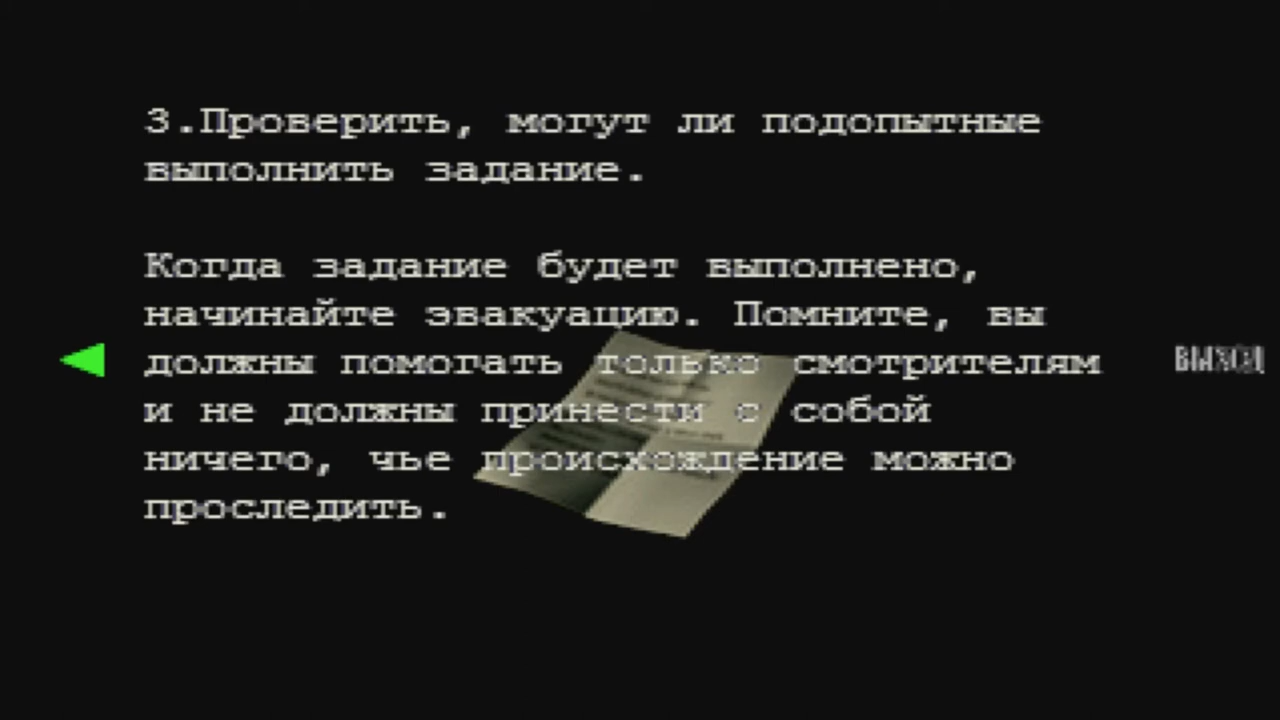 3.Проверить, могут ли подопытные
выполнить задание.
Когда задание будет выполнено,
начинайте эвакуацию. Помните, вы
должны помогать только смотрителям
и не должны принести с собой
ничего, чье происхождение можно
проследить.
ВЫХОД